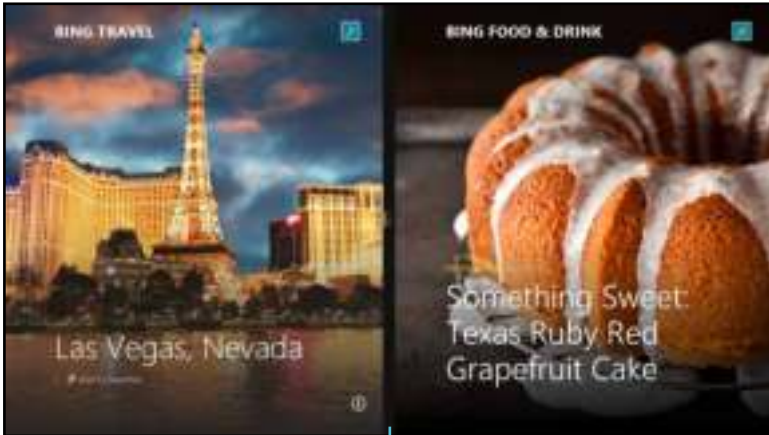 BING TRAVEL
Las Vegas, Nevada
BING FOOD & DRINK
Something Sweet:
Texas Ruby Red
Grapefruit Cake